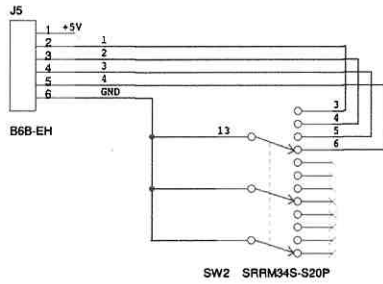 J5
1 +5V
2 1
3 2
4 3
5 4
6 GND
B6B-EH
3
4
5
6
13
SW2 SRRM34S-S20P